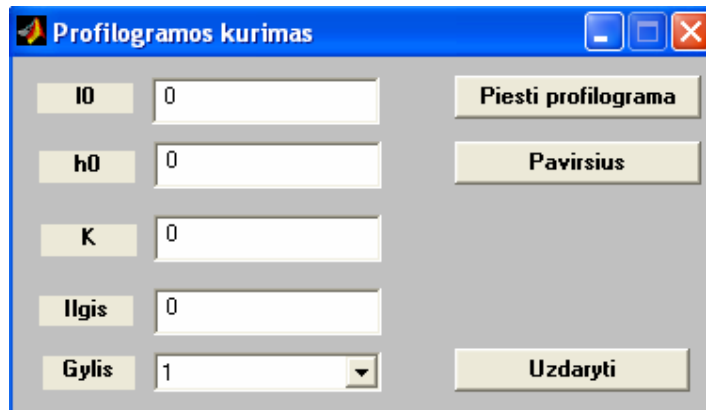 Profilogramos kurimas
l0 0 Piesti profilograma
h0 0 Pavirsius
K 0
Ilgis 0
Gylis 1 Uzdaryti